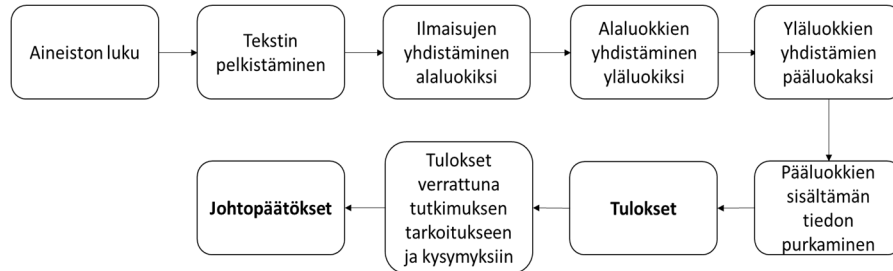 Aineiston luku
Tekstin
pelkistäminen
Ilmaisujen
yhdistäminen
alaluokiksi
Alaluokkien
yhdistäminen
yläluokiksi
Yläluokkien
yhdistämien
pääluokaksi
Pääluokkien
sisältämän
tiedon
purkaminen
Tulokset
Tulokset
verrattuna
tutkimuksen
tarkoitukseen
ja kysymyksiin
Johtopäätökset